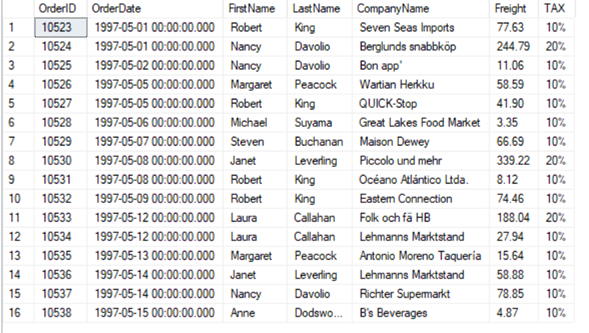 OrderID OrderDate FirstName LastName CompanyName Freight TAX
1 10523 1997-05-01 00:00:00.000 Robert King Seven Seas Imports 77.63 10%
2 10524 1997-05-01 00:00:00.000 Nancy Davolio Berglunds snabbköp 244.79 20%
3 10525 1997-05-02 00:00:00.000 Nancy Davolio Bon app' 11.06 10%
4 10526 1997-05-05 00:00:00.000 Margaret Peacock Wartian Herkku 58.59 10%
5 10527 1997-05-05 00:00:00.000 Robert King QUICK-Stop 41.90 10%
6 10528 1997-05-06 00:00:00.000 Michael Suyama Great Lakes Food Market 3.35 10%
7 10529 1997-05-07 00:00:00.000 Steven Buchanan Maison Dewey 66.69 10%
8 10530 1997-05-08 00:00:00.000 Janet Leverling Piccolo und mehr 339.22 20%
9 10531 1997-05-08 00:00:00.000 Robert King Océano Atlántico Ltda. 8.12 10%
10 10532 1997-05-09 00:00:00.000 Robert King Eastern Connection 74.46 10%
11 10533 1997-05-12 00:00:00.000 Laura Callahan Folk och fä HB 188.04 20%
12 10534 1997-05-12 00:00:00.000 Laura Callahan Lehmanns Marktstand 27.94 10%
13 10535 1997-05-13 00:00:00.000 Margaret Peacock Antonio Moreno Taquería 15.64 10%
14 10536 1997-05-14 00:00:00.000 Janet Leverling Lehmanns Marktstand 58.88 10%
15 10537 1997-05-14 00:00:00.000 Nancy Davolio Richter Supermarkt 78.85 10%
16 10538 1997-05-15 00:00:00.000 Anne Dodswo... B's Beverages 4.87 10%